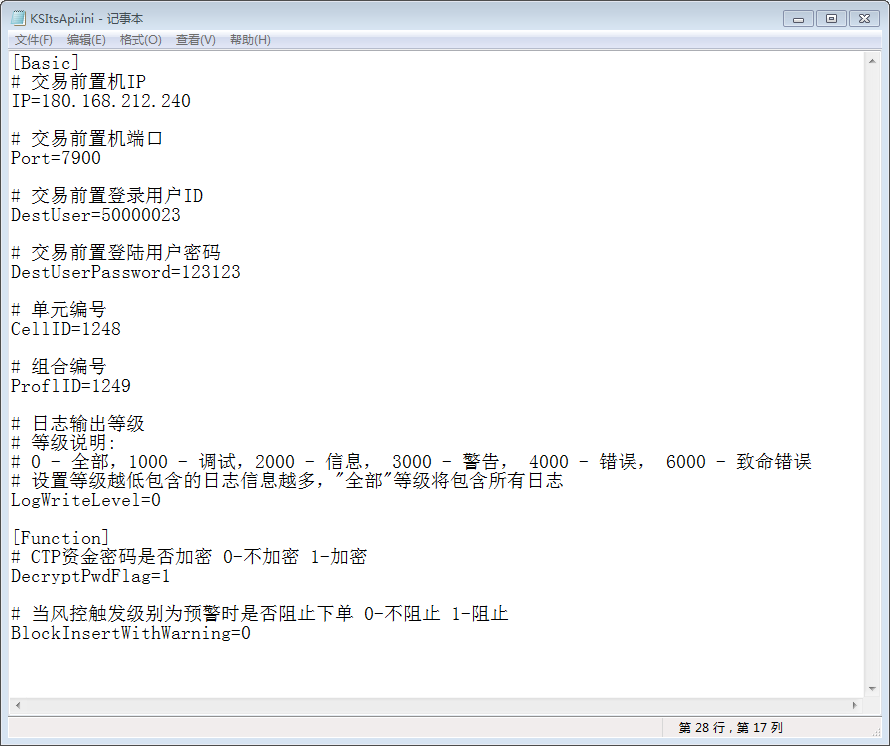 KSItsApi.ini - 记事本
文件(F) 编辑(E) 格式(O) 查看(V) 帮助(H)
[Basic]
# 交易前置机IP
IP=180.168.212.240
# 交易前置机端口
Port=7900
# 交易前置登录用户ID
DestUser=50000023
# 交易前置登陆用户密码
DestUserPassword=123123
# 单元编号
CellID=1248
# 组合编号
ProflID=1249
# 日志输出等级
# 等级说明:
# 0 - 全部，1000 - 调试，2000 - 信息， 3000 - 警告， 4000 - 错误， 6000 - 致命错误
# 设置等级越低包含的日志信息越多，"全部"等级将包含所有日志
LogWriteLevel=0
[Function]
# CTP资金密码是否加密 0-不加密 1-加密
DecryptPwdFlag=1
# 当风控触发级别为预警时是否阻止下单 0-不阻止 1-阻止
BlockInsertWithWarning=0
第 28 行，第 17 列